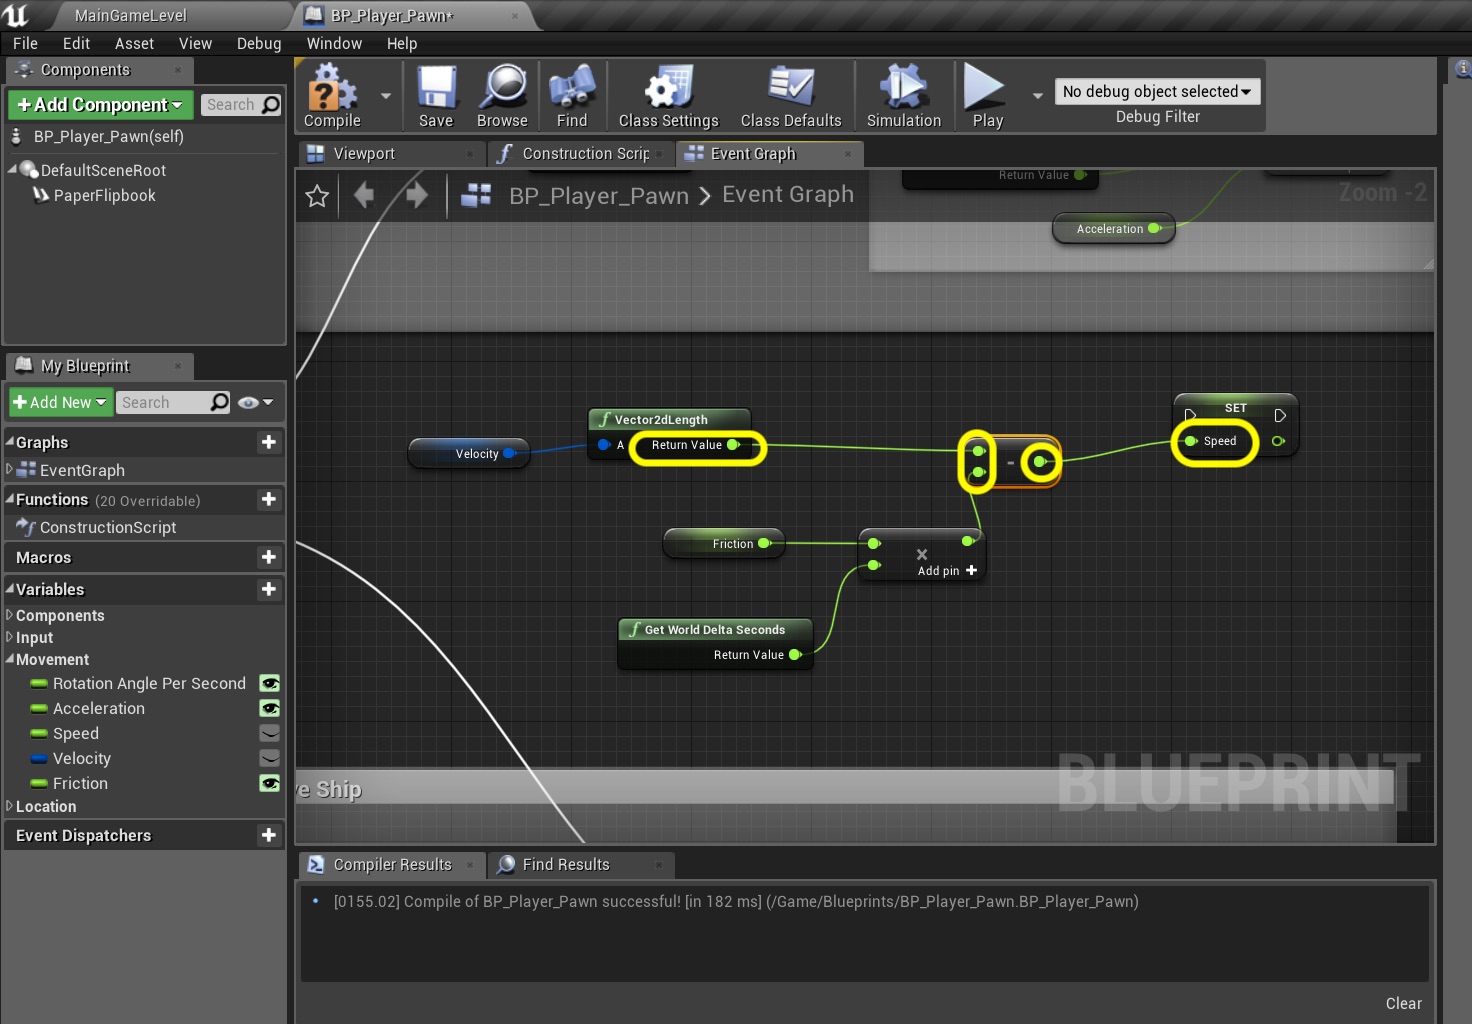 MainGameLevel
BP_Player_Pawn*
File Edit Asset View Debug Window Help
Components
+Add Component
Search
BP_Player_Pawn(self)
DefaultSceneRoot
PaperFlipbook
Compile Save Browse Find Class Settings Class Defaults Simulation Play
No debug object selected
Debug Filter
Viewport
Construction Scrip
Event Graph
BP_Player_Pawn > Event Graph
Zoom -2
Return Value
Acceleration
My Blueprint
+Add New
Search
Graphs +
EventGraph
Functions (20 Overridable) +
ConstructionScript
Macros +
Variables +
Components
Input
Movement
Rotation Angle Per Second
Acceleration
Speed
Velocity
Friction
Location
Event Dispatchers +
Velocity
f Vector2dLength
A Return Value
-
SET
Speed
Friction
×
Add pin +
f Get World Delta Seconds
Return Value
ve Ship
BLUEPRINT
Compiler Results
Find Results
[0155.02] Compile of BP_Player_Pawn successful! [in 182 ms] (/Game/Blueprints/BP_Player_Pawn.BP_Player_Pawn)
Clear